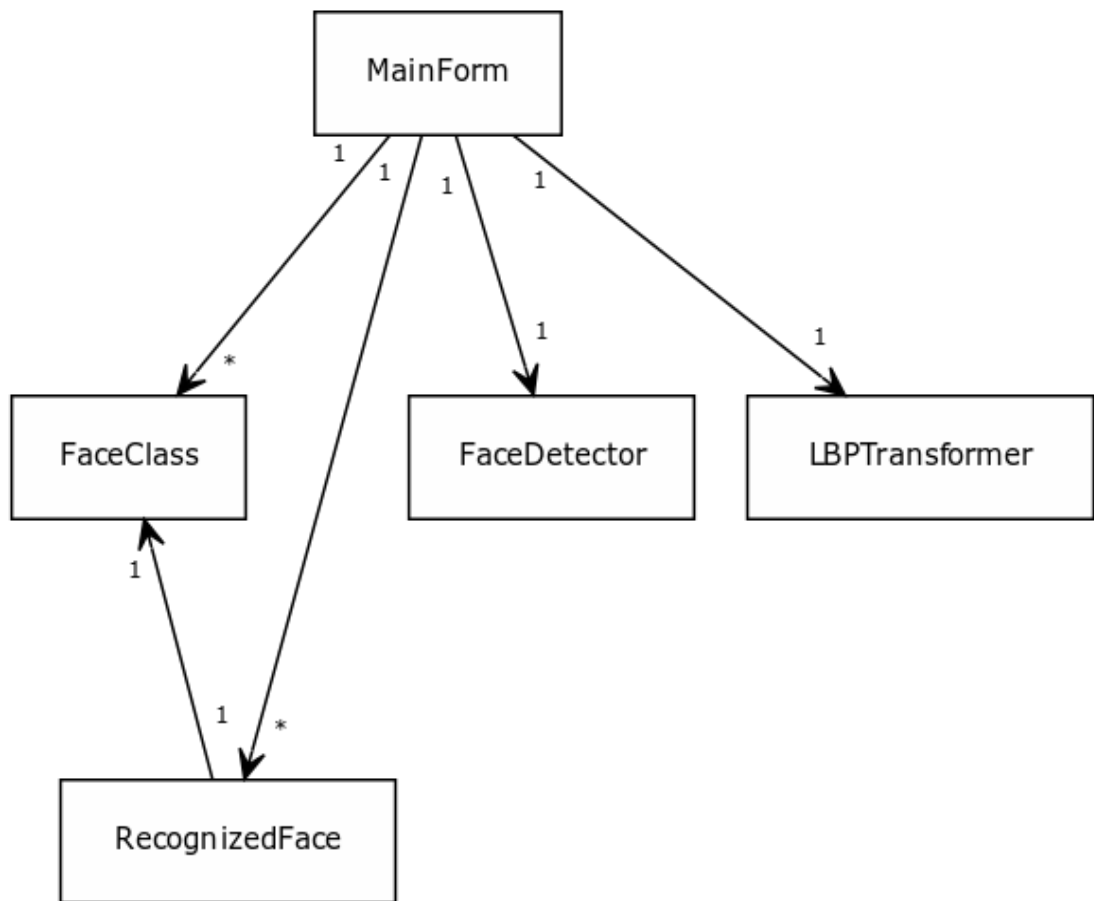 MainForm
1
1
1
1
1
1
*
FaceClass
FaceDetector
LBPTransformer
1
1
*
RecognizedFace